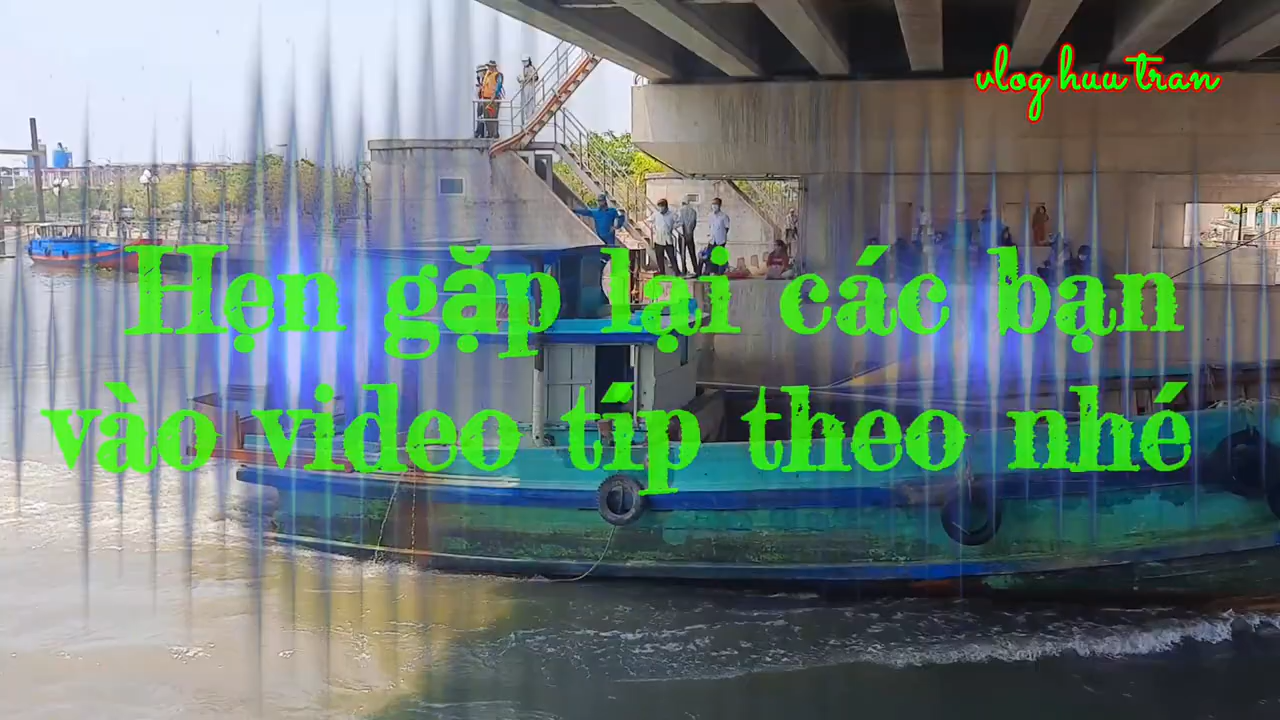 vlog huu tran
Hẹn gặp lại các bạn
vào video típ theo nhé